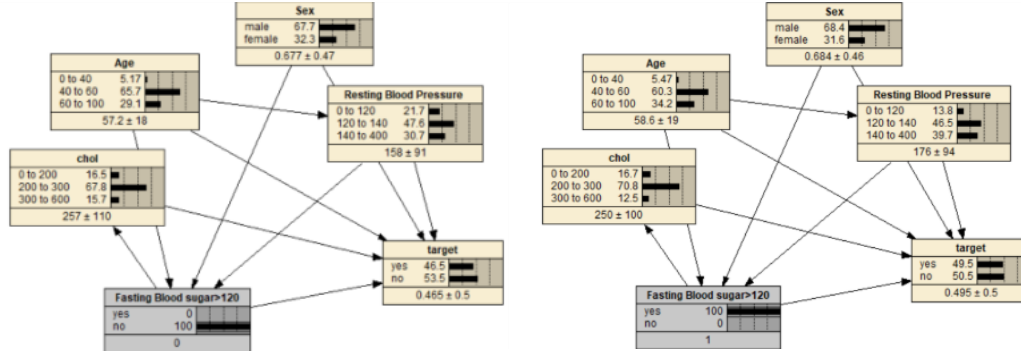 Sex
male 67.7
female 32.3
0.677 ± 0.47
Age
0 to 40 5.17
40 to 60 65.7
60 to 100 29.1
57.2 ± 18
Resting Blood Pressure
0 to 120 21.7
120 to 140 47.6
140 to 400 30.7
158 ± 91
chol
0 to 200 16.5
200 to 300 67.8
300 to 600 15.7
257 ± 110
target
yes 46.5
no 53.5
0.465 ± 0.5
Fasting Blood sugar>120
yes 0
no 100
0
Sex
male 68.4
female 31.6
0.684 ± 0.46
Age
0 to 40 5.47
40 to 60 60.3
60 to 100 34.2
58.6 ± 19
Resting Blood Pressure
0 to 120 13.8
120 to 140 46.5
140 to 400 39.7
176 ± 94
chol
0 to 200 16.7
200 to 300 70.8
300 to 600 12.5
250 ± 100
target
yes 49.5
no 50.5
0.495 ± 0.5
Fasting Blood sugar>120
yes 100
no 0
1